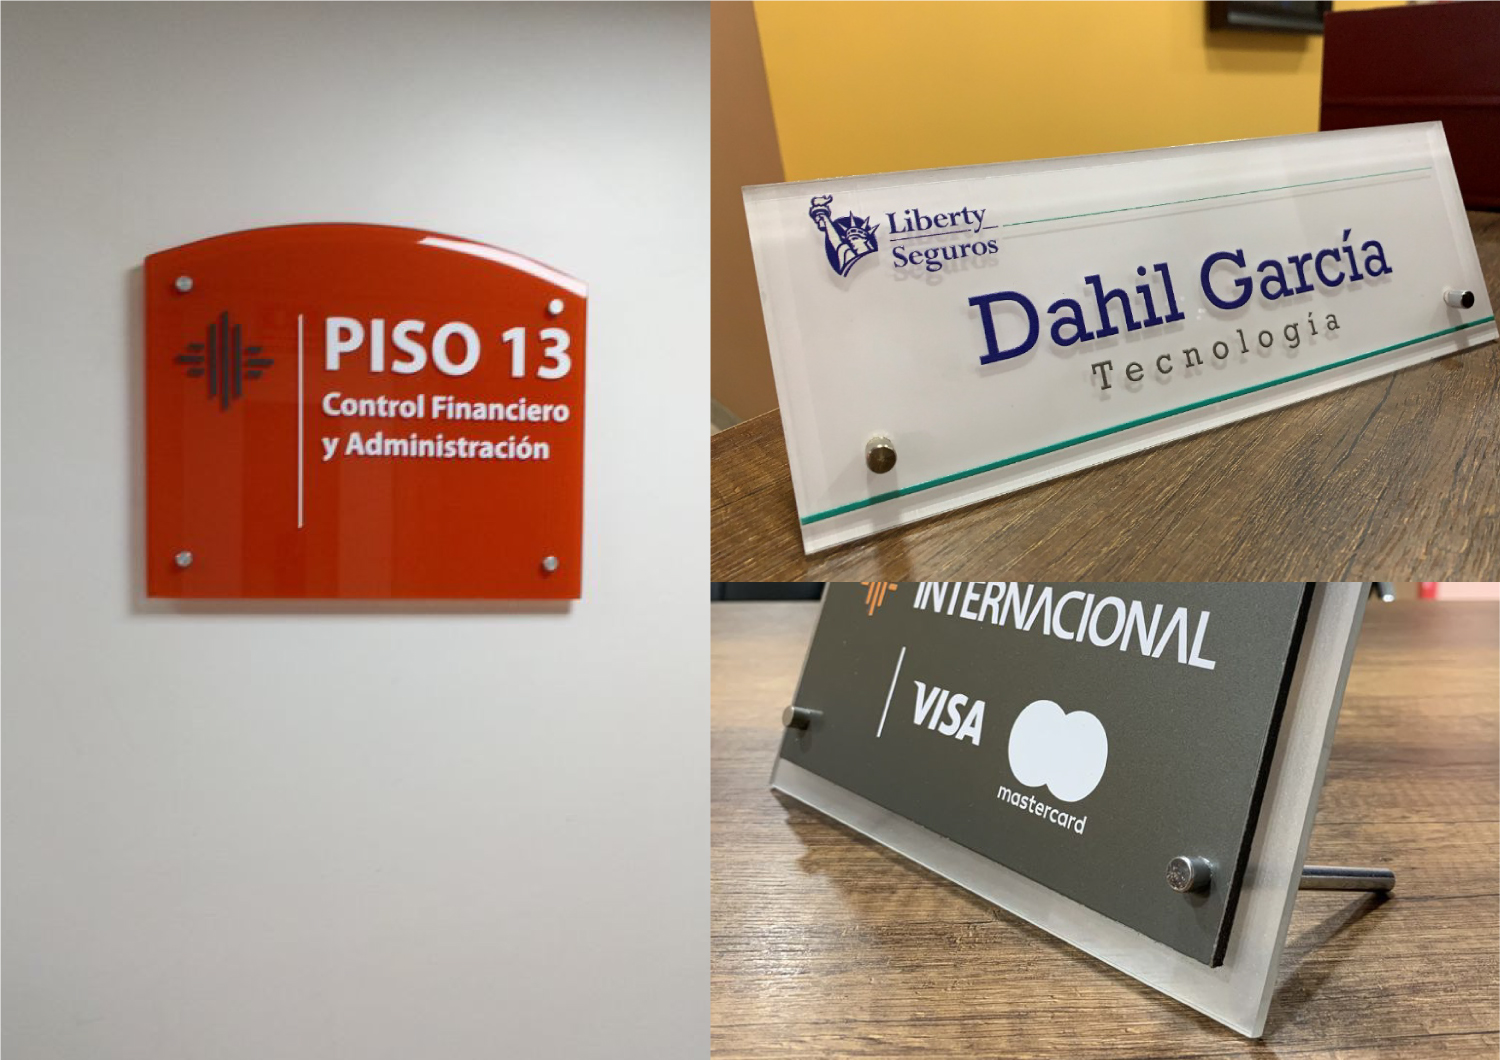 PISO 13
Control Financiero
y Administración
Liberty
Seguros
Dahil García
Tecnología
INTERNACIONAL
VISA
mastercard